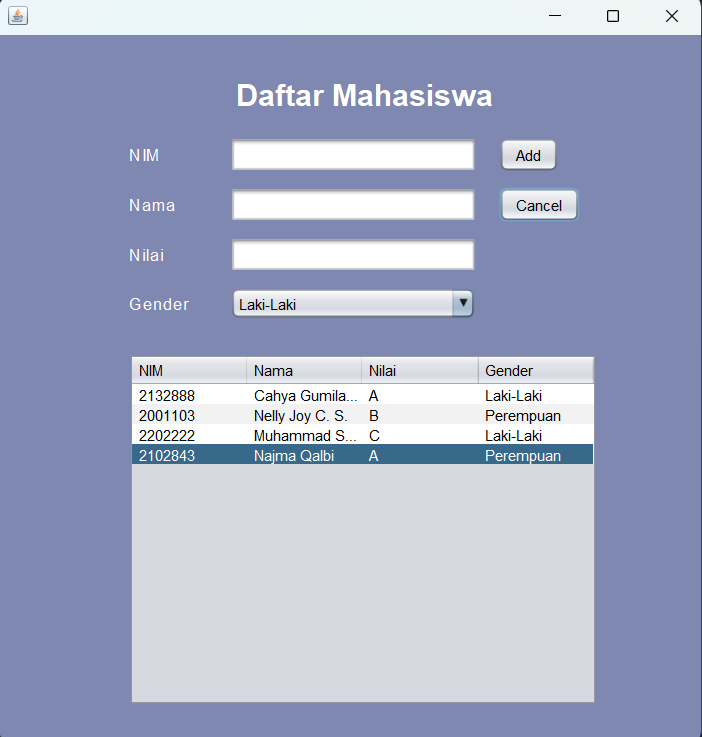 Daftar Mahasiswa
NIM Add
Nama Cancel
Nilai
Gender Laki-Laki
NIM Nama Nilai Gender
2132888 Cahya Gumila... A Laki-Laki
2001103 Nelly Joy C. S. B Perempuan
2202222 Muhammad S... C Laki-Laki
2102843 Najma Qalbi A Perempuan